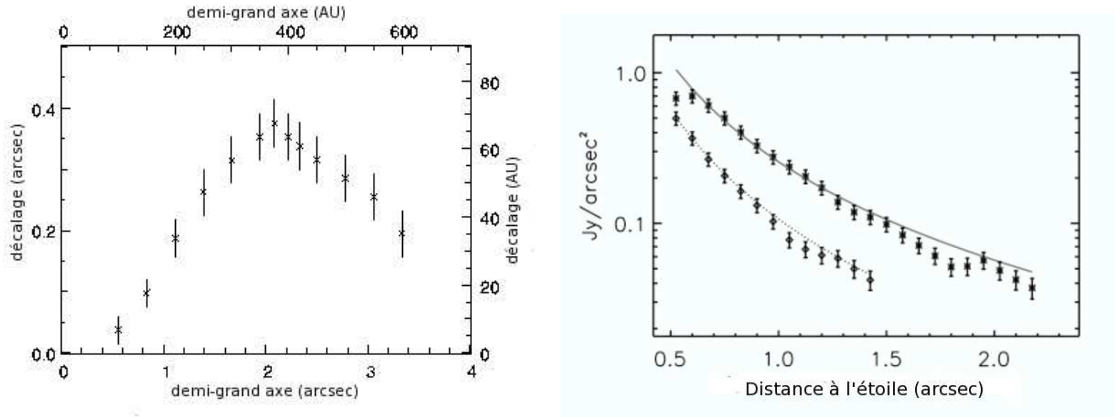 demi-grand axe (AU)
0 200 400 600
décalage (arcsec)
0.4
0.2
0.0
80
60
40
20
0
décalage (AU)
0 1 2 3 4
demi-grand axe (arcsec)
Jy/arcsec²
1.0
0.1
0.5 1.0 1.5 2.0
Distance à l'étoile (arcsec)